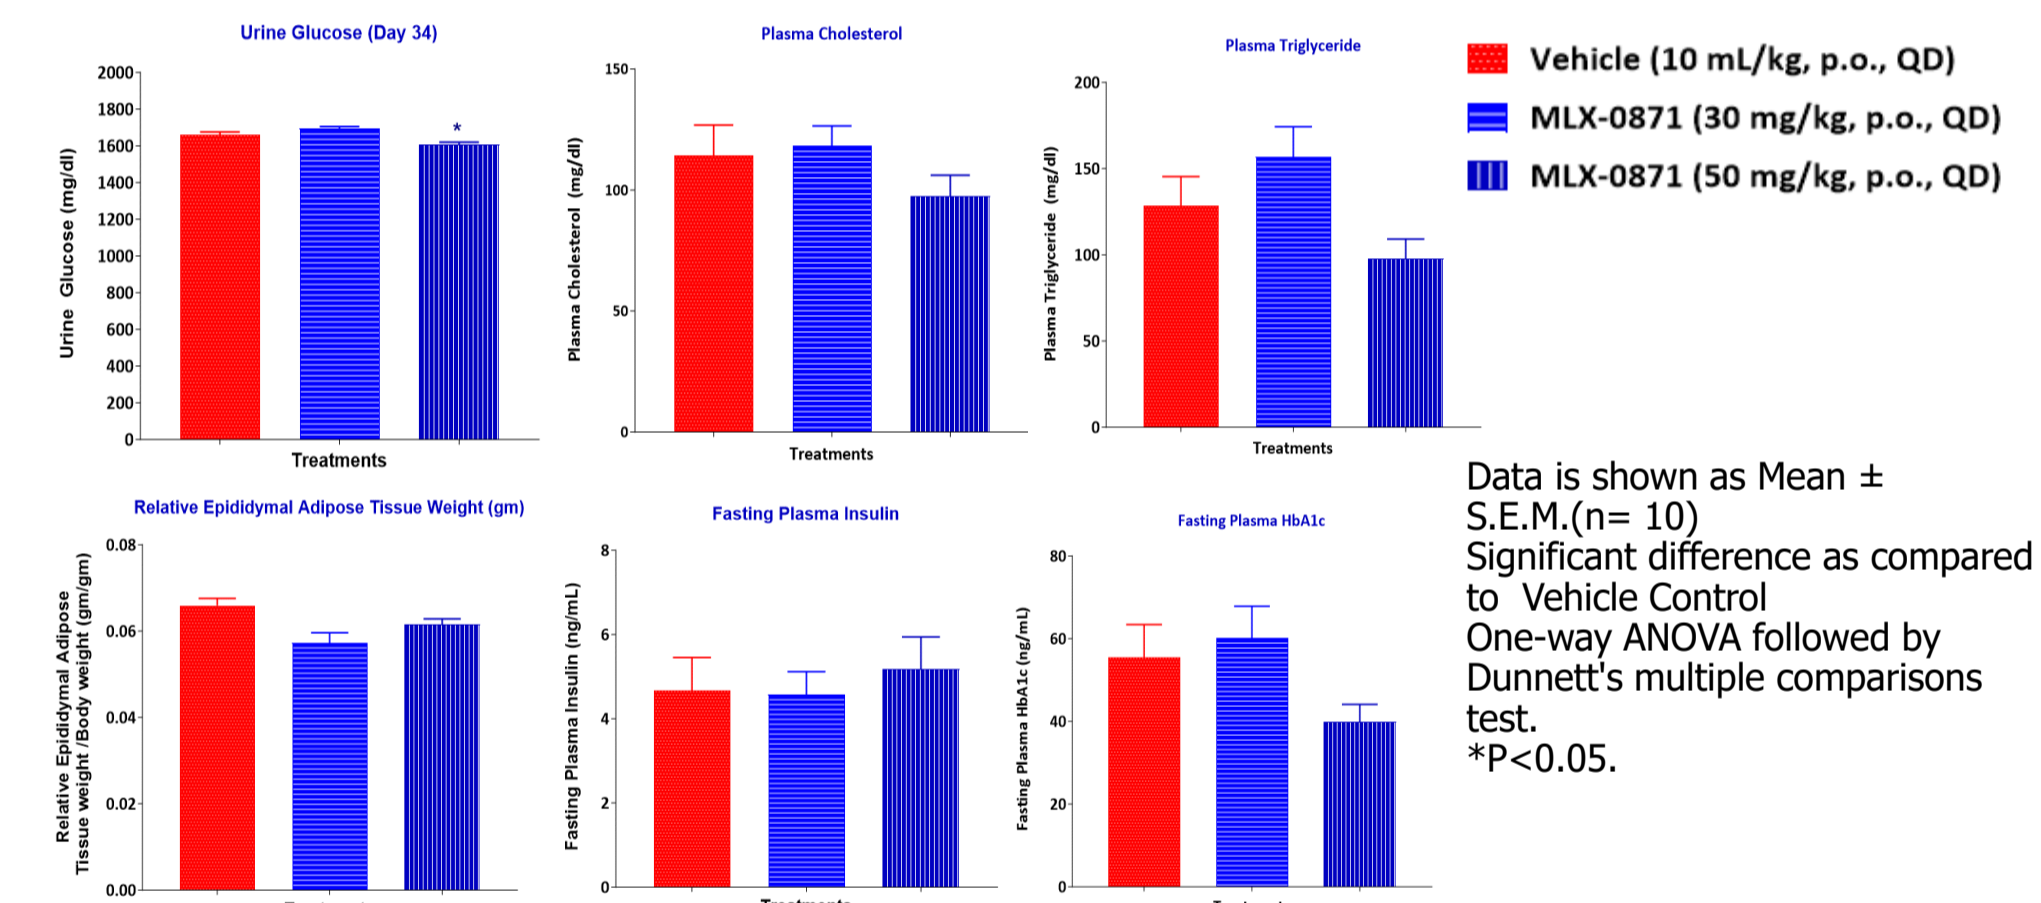 Urine Glucose (Day 34)
Urine Glucose (mg/dl)
2000
1800
1600
1400
1200
1000
800
600
400
200
0
*
Treatments
Plasma Cholesterol
Plasma Cholesterol (mg/dl)
150
100
50
0
Treatments
Plasma Triglyceride
Plasma Triglyceride (mg/dl)
200
150
100
50
0
Treatments
Vehicle (10 mL/kg, p.o., QD)
MLX-0871 (30 mg/kg, p.o., QD)
MLX-0871 (50 mg/kg, p.o., QD)
Relative Epididymal Adipose Tissue Weight (gm)
Relative Epididymal Adipose
Tissue weight /Body weight (gm/gm)
0.08
0.06
0.04
0.02
0.00
Fasting Plasma Insulin
Fasting Plasma Insulin (ng/mL)
8
6
4
2
0
Fasting Plasma HbA1c
Fasting Plasma HbA1c (ng/mL)
80
60
40
20
0
Data is shown as Mean ±
S.E.M.(n= 10)
Significant difference as compared
to Vehicle Control
One-way ANOVA followed by
Dunnett's multiple comparisons
test.
*P<0.05.